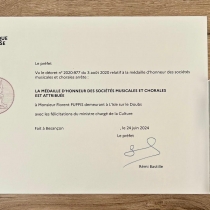 QUE
SE
Le préfet
Vu le décret n° 2020-977 du 3 août 2020 relatif à la médaille d'honneur des sociétés
musicales et chorales arrête :
LA MÉDAILLE D'HONNEUR DES SOCIÉTÉS MUSICALES ET CHORALES
EST ATTRIBUÉE
à Monsieur Florent PUPPIS demeurant à L'Isle sur le Doubs
avec les félicitations du ministre chargé de la Culture
fait à Besançon , le 24 juin 2024
Le préfet
Rémi Bastille